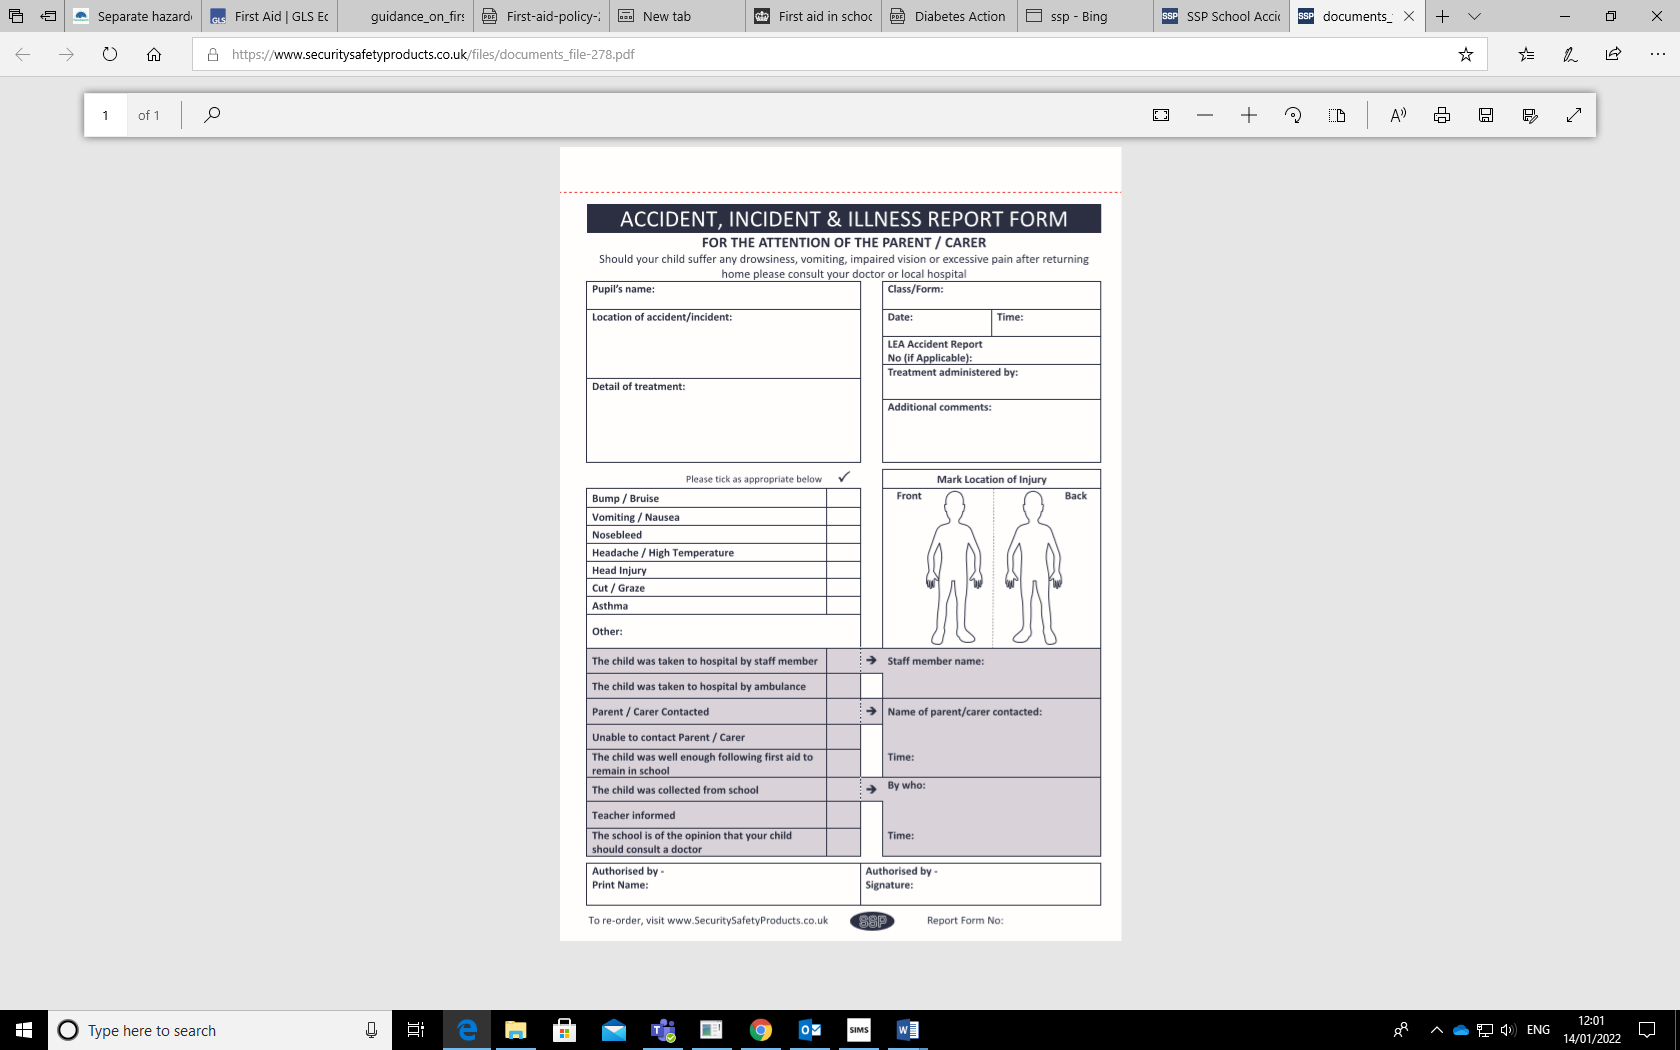 Separate hazard
First Aid | GLS Ec
guidance_on_firs
First-aid-policy-
New tab
First aid in schoc
Diabetes Action
ssp - Bing
SSP School Accic
documents_
https://www.securitysafetyproducts.co.uk/files/documents_file-278.pdf
1 of 1
ACCIDENT, INCIDENT & ILLNESS REPORT FORM
FOR THE ATTENTION OF THE PARENT / CARER
Should your child suffer any drowsiness, vomiting, impaired vision or excessive pain after returning
home please consult your doctor or local hospital
Pupil's name:
Location of accident/incident:
Detail of treatment:
Class/Form:
Date: Time:
LEA Accident Report
No (if Applicable):
Treatment administered by:
Additional comments:
Please tick as appropriate below ✓
Bump / Bruise
Vomiting / Nausea
Nosebleed
Headache / High Temperature
Head Injury
Cut / Graze
Asthma
Other:
Mark Location of Injury
Front Back
The child was taken to hospital by staff member
Staff member name:
The child was taken to hospital by ambulance
Parent / Carer Contacted
Name of parent/carer contacted:
Unable to contact Parent / Carer
The child was well enough following first aid to
remain in school
Time:
The child was collected from school
By who:
Teacher informed
The school is of the opinion that your child
should consult a doctor
Time:
Authorised by -
Print Name:
Authorised by -
Signature:
To re-order, visit www.SecuritySafetyProducts.co.uk
SSP
Report Form No:
Type here to search
SIMS
ENG
12:01
14/01/2022